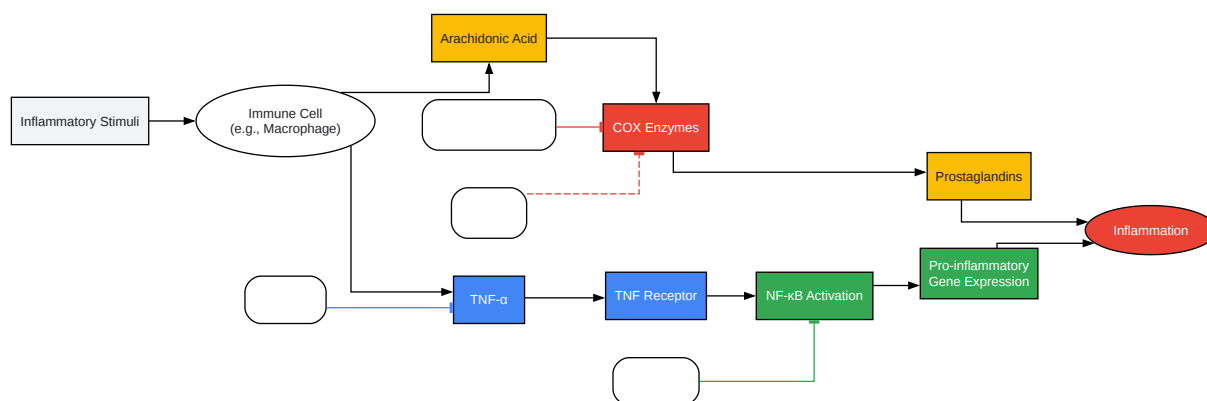 Arachidonic Acid
Inflammatory Stimuli
Immune Cell
(e.g., Macrophage)
COX Enzymes
Prostaglandins
Inflammation
TNF-α
TNF Receptor
NF-κB Activation
Pro-inflammatory
Gene Expression